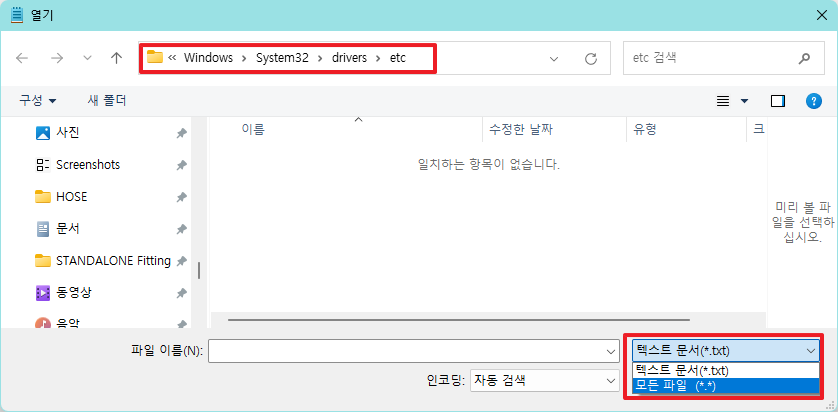 열기
« Windows > System32 > drivers > etc
etc 검색
구성
새 폴더
?
사진
Screenshots
HOSE
문서
STANDALONE Fitting
동영상
음악
이름
수정한 날짜
유형
크
일치하는 항목이 없습니다.
미리 볼 파
일을 선택하
십시오.
파일 이름(N):
텍스트 문서(*.txt)
텍스트 문서(*.txt)
모든 파일 (*.*)
인코딩:
자동 검색